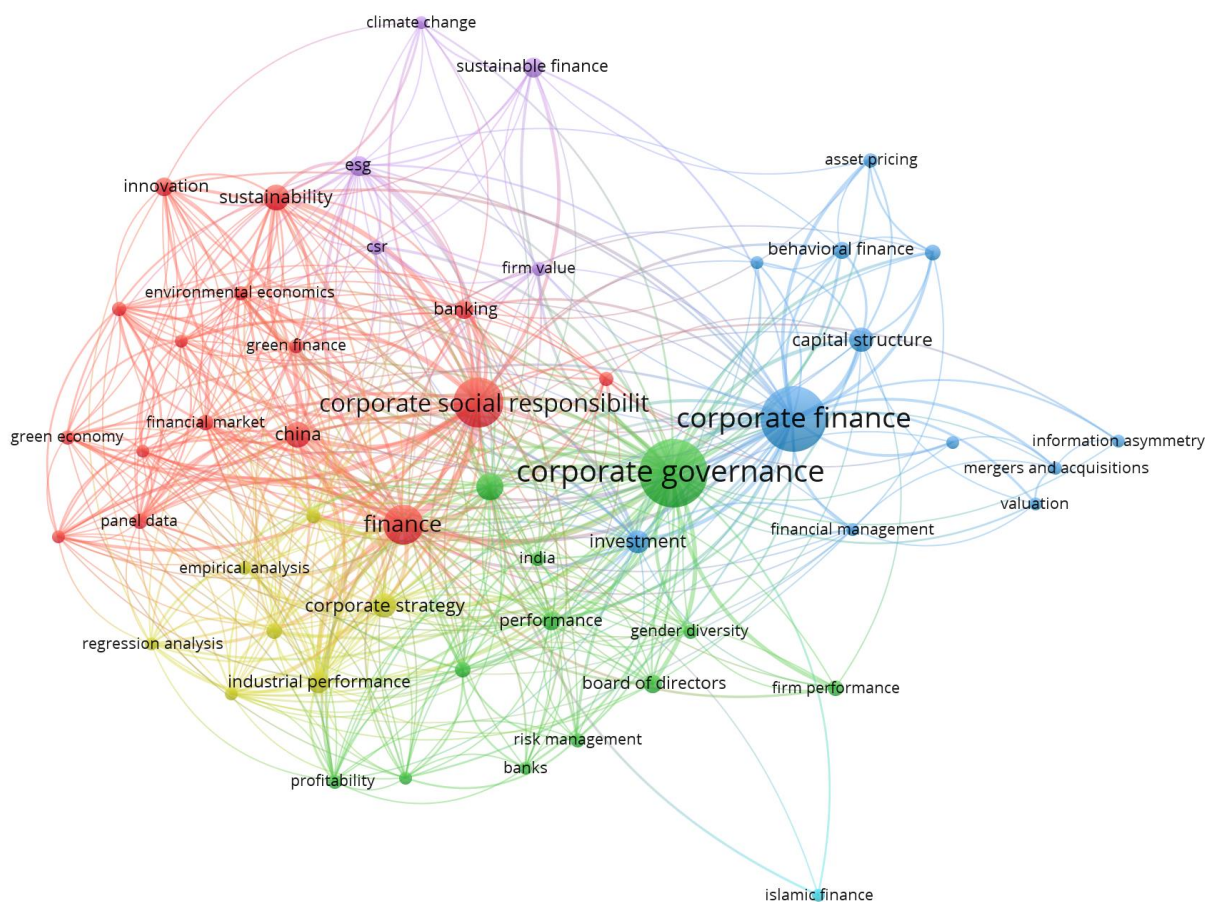 climate change
sustainable finance
asset pricing
esg
innovation
sustainability
csr
behavioral finance
firm value
environmental economics
banking
green finance
capital structure
corporate social responsibilit
corporate finance
financial market
china
green economy
information asymmetry
mergers and acquisitions
corporate governance
valuation
panel data
finance
financial management
investment
india
empirical analysis
corporate strategy
performance
gender diversity
regression analysis
industrial performance
board of directors
firm performance
risk management
banks
profitability
islamic finance